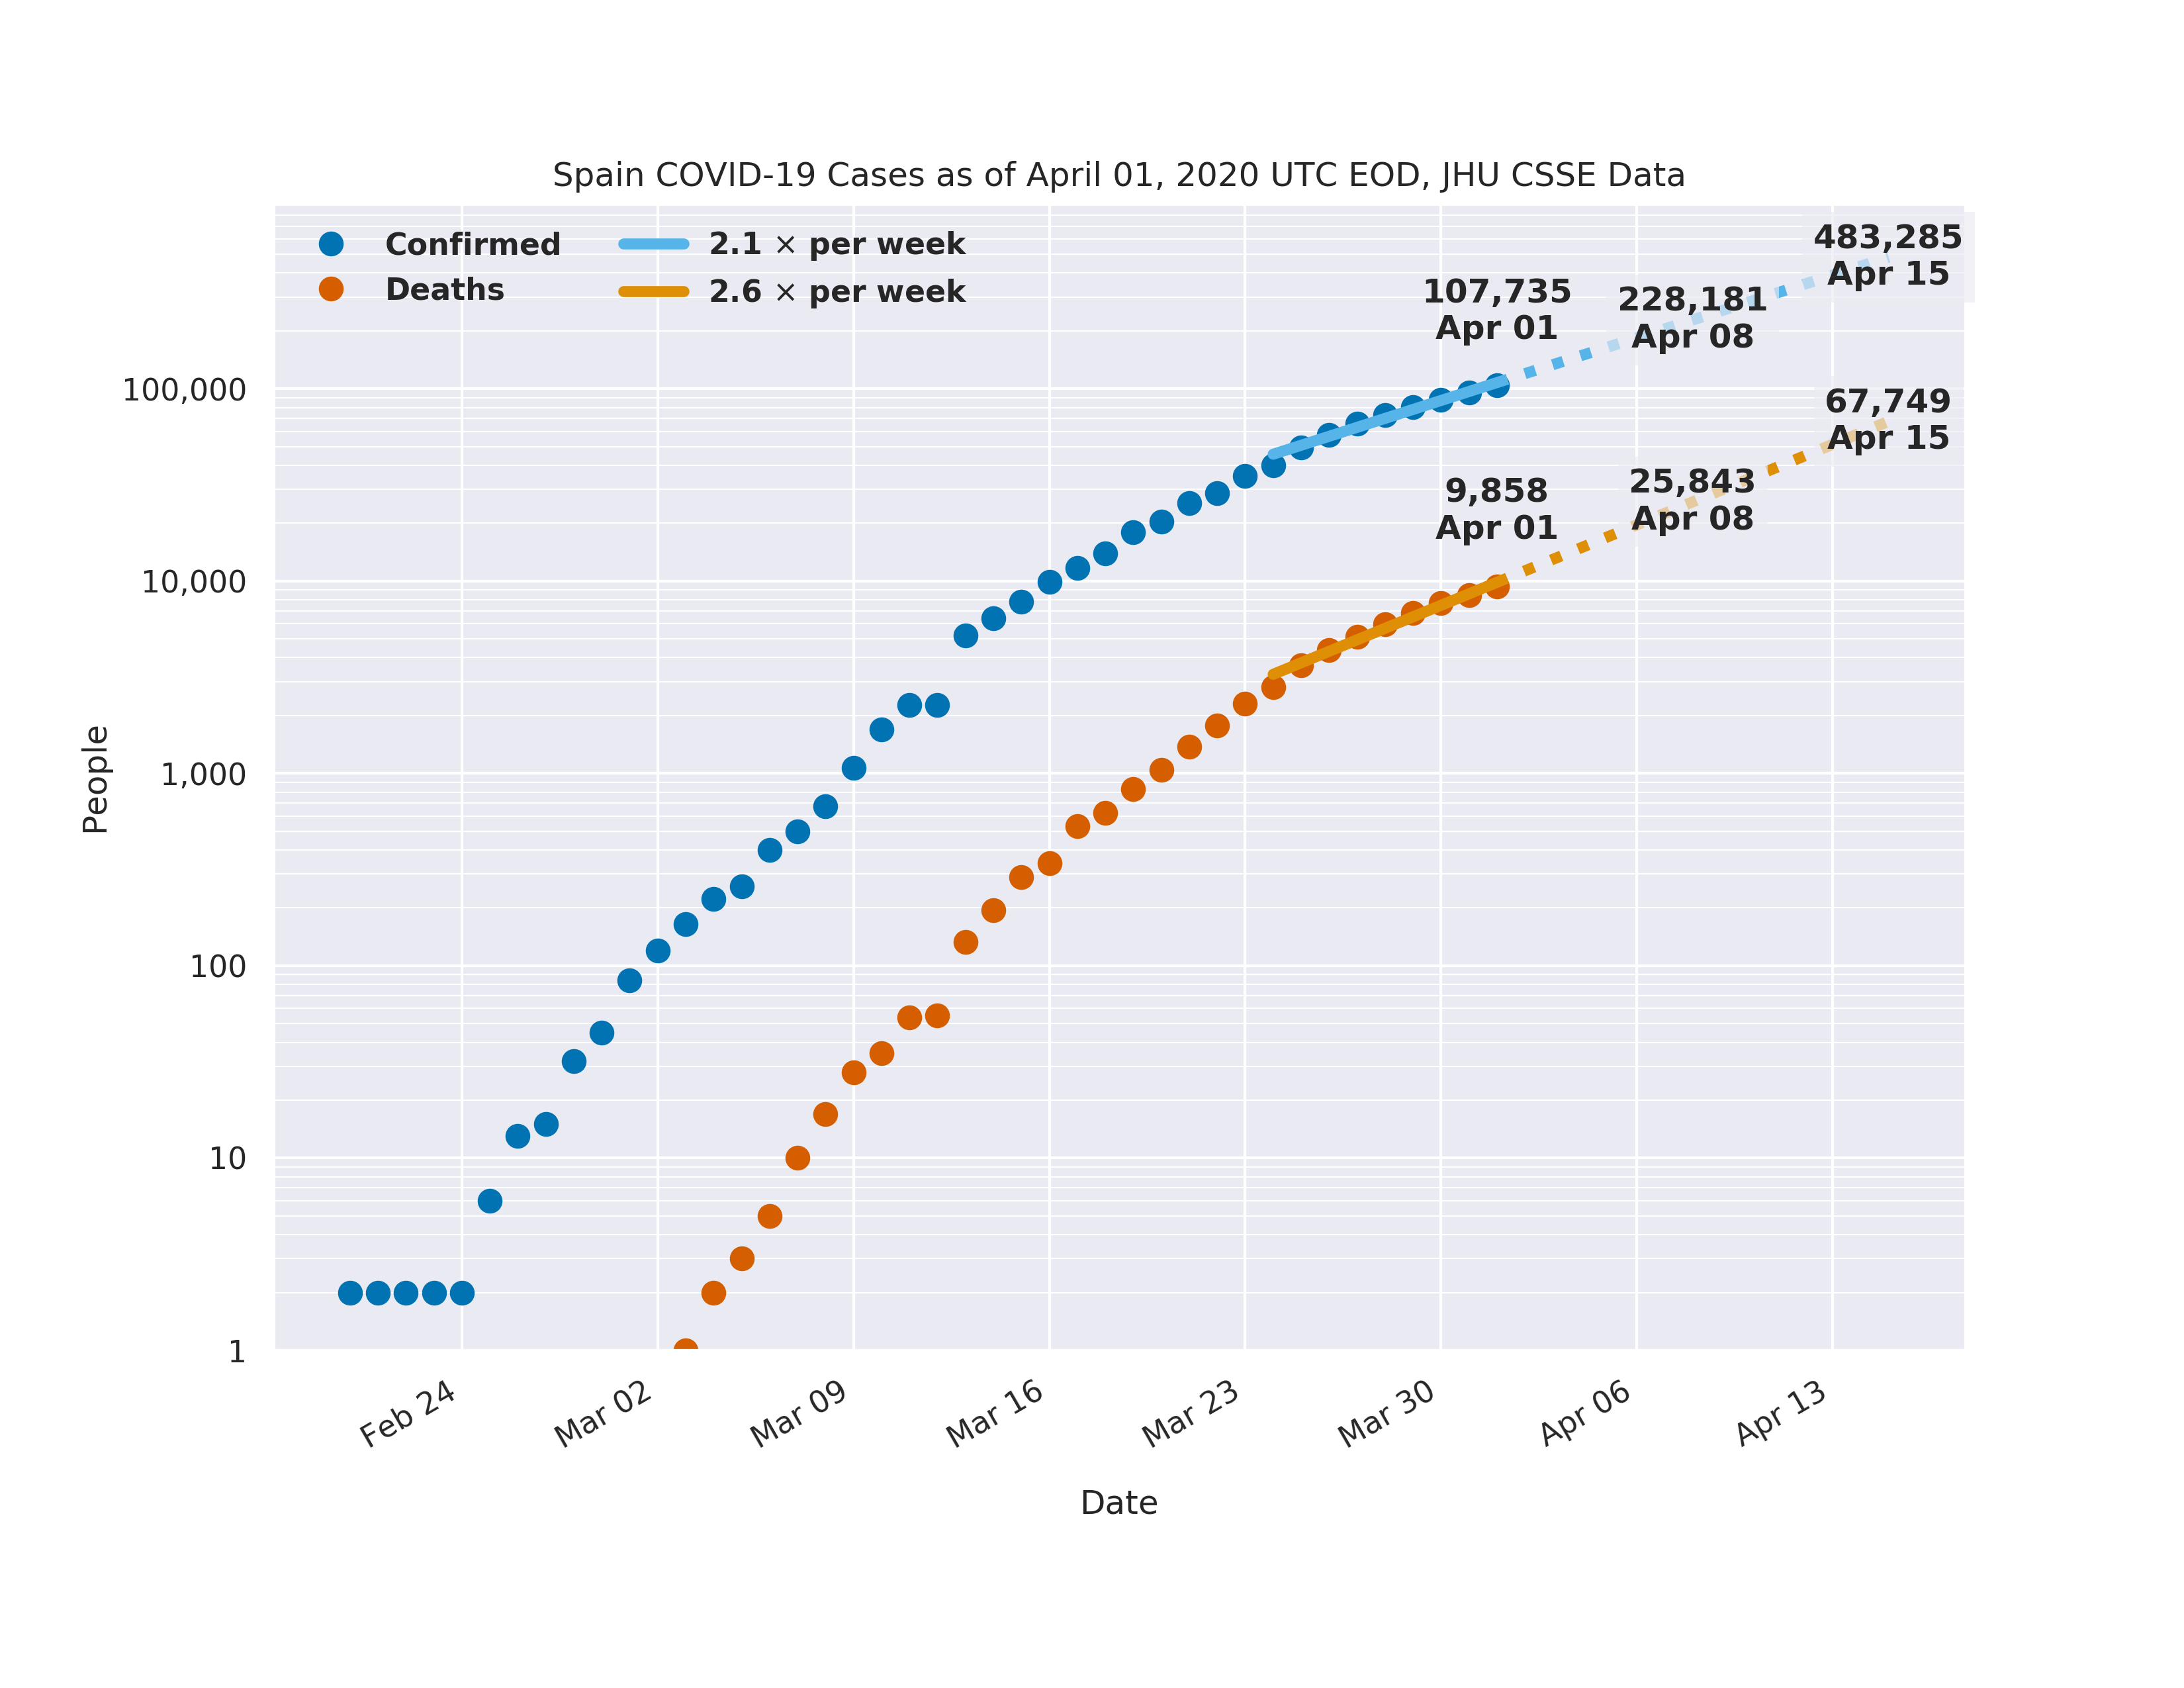 Spain COVID-19 Cases as of April 01, 2020 UTC EOD, JHU CSSE Data
Confirmed
Deaths
2.1 × per week
2.6 × per week
107,735
Apr 01
228,181
Apr 08
483,285
Apr 15
9,858
Apr 01
25,843
Apr 08
67,749
Apr 15
People
100,000
10,000
1,000
100
10
1
Feb 24
Mar 02
Mar 09
Mar 16
Mar 23
Mar 30
Apr 06
Apr 13
Date